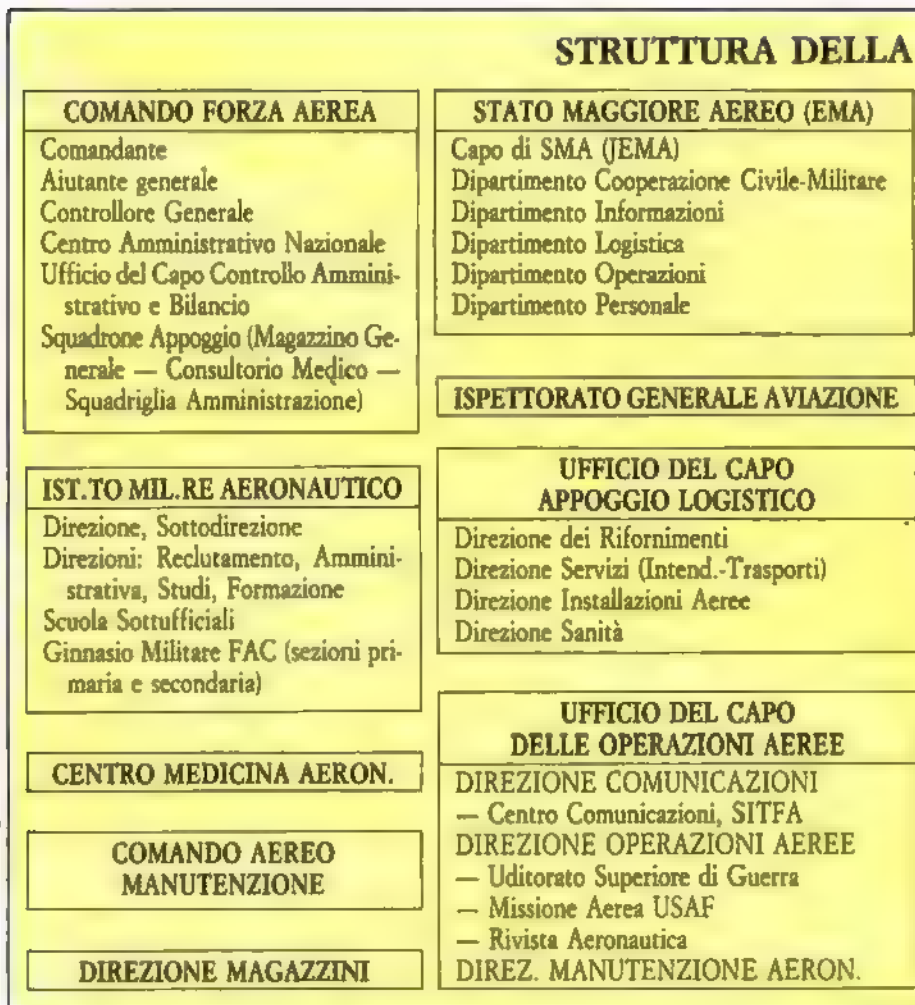 STRUTTURA DELLA
COMANDO FORZA AEREA
Comandante
Aiutante generale
Controllore Generale
Centro Amministrativo Nazionale
Ufficio del Capo Controllo Ammini-
strativo e Bilancio
Squadrone Appoggio (Magazzino Ge-
nerale — Consultorio Medico —
Squadriglia Amministrazione)
IST.TO MIL.RE AERONAUTICO
Direzione, Sottodirezione
Direzioni: Reclutamento, Ammini-
strativa, Studi, Formazione
Scuola Sottufficiali
Ginnasio Militare FAC (sezioni pri-
maria e secondaria)
CENTRO MEDICINA AERON.
COMANDO AEREO
MANUTENZIONE
DIREZIONE MAGAZZINI
STATO MAGGIORE AEREO (EMA)
Capo di SMA (JEMA)
Dipartimento Cooperazione Civile-Militare
Dipartimento Informazioni
Dipartimento Logistica
Dipartimento Operazioni
Dipartimento Personale
ISPETTORATO GENERALE AVIAZIONE
UFFICIO DEL CAPO
APPOGGIO LOGISTICO
Direzione dei Rifornimenti
Direzione Servizi (Intend.-Trasporti)
Direzione Installazioni Aeree
Direzione Sanità
UFFICIO DEL CAPO
DELLE OPERAZIONI AEREE
DIREZIONE COMUNICAZIONI
— Centro Comunicazioni, SITFA
DIREZIONE OPERAZIONI AEREE
— Uditorato Superiore di Guerra
— Missione Aerea USAF
— Rivista Aeronautica
DIREZ. MANUTENZIONE AERON.